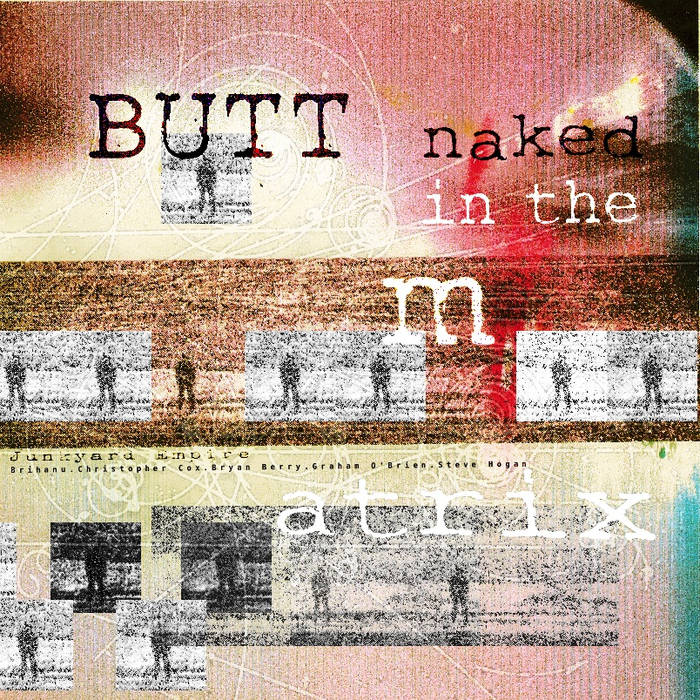 BUTT naked
in the
m
atrix
Junkyard Empire
Brihanu.Christopher Cox.Bryan Berry.Graham O'Brien.Steve Hogan